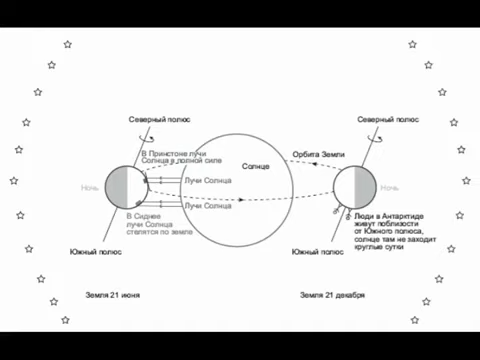 Северный полюс
Северный полюс
В Принстоне лучи
Солнца в полной силе
Солнце
Орбита Земли
Лучи Солнца
Ночь
Ночь
Лучи Солнца
В Сиднее
лучи Солнца
стелятся по земле
Люди в Антарктиде
живут поблизости
от Южного полюса,
солнце там не заходит
круглые сутки
Южный полюс
Южный полюс
Земля 21 июня
Земля 21 декабря